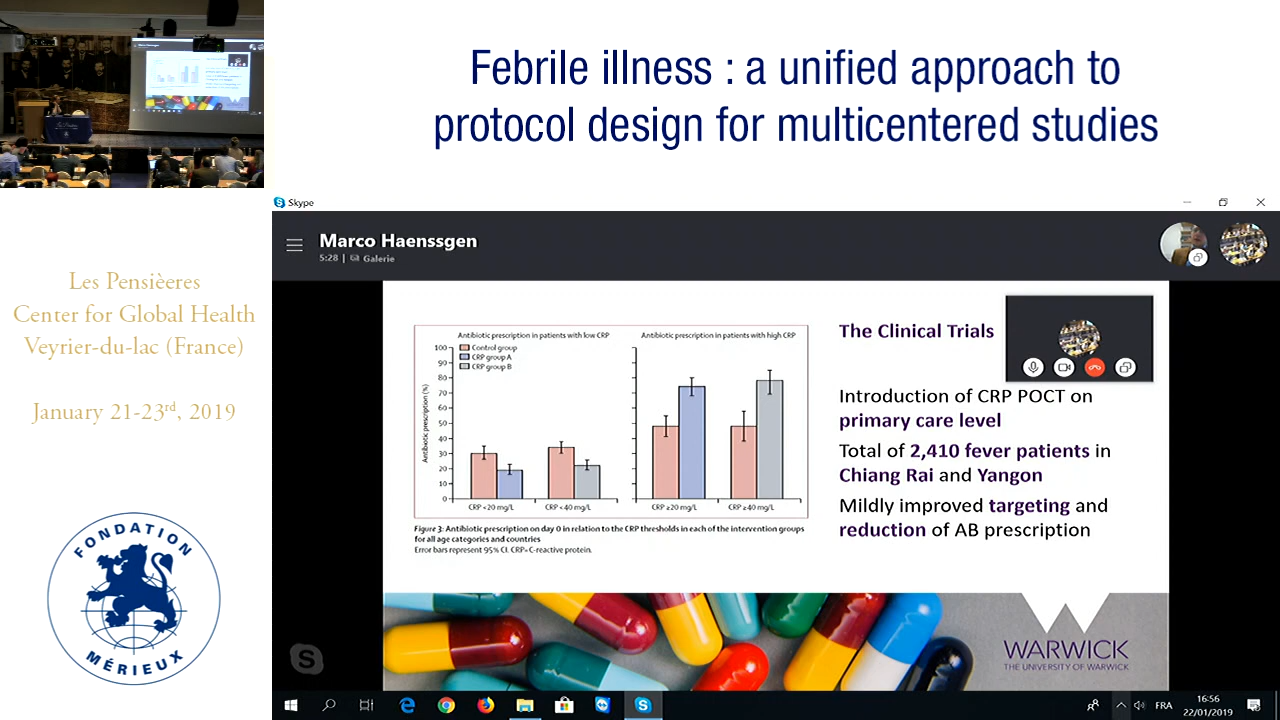 Febrile illness : a unified approach to
protocol design for multicentered studies
Les Pensièeres
Center for Global Health
Veyrier-du-lac (France)
January 21-23rd, 2019
FONDATION
MÉRIEUX
Skype
Marco Haenssgen
5:28 | Galerie
Antibiotic prescription in patients with low CRP
Antibiotic prescription in patients with high CRP
Control group
CRP group A
CRP group B
Antibiotic prescription (%)
100
90
80
70
60
50
40
30
20
10
0
CRP <20 mg/L
CRP <40 mg/L
CRP ≥20 mg/L
CRP ≥40 mg/L
Figure 3: Antibiotic prescription on day 0 in relation to the CRP thresholds in each of the intervention groups
for all age categories and countries
Error bars represent 95% CI. CRP=C-reactive protein.
The Clinical Trials
Introduction of CRP POCT on
primary care level
Total of 2,410 fever patients in
Chiang Rai and Yangon
Mildly improved targeting and
reduction of AB prescription
WARWICK
THE UNIVERSITY OF WARWICK
FRA
16:56
22/01/2019